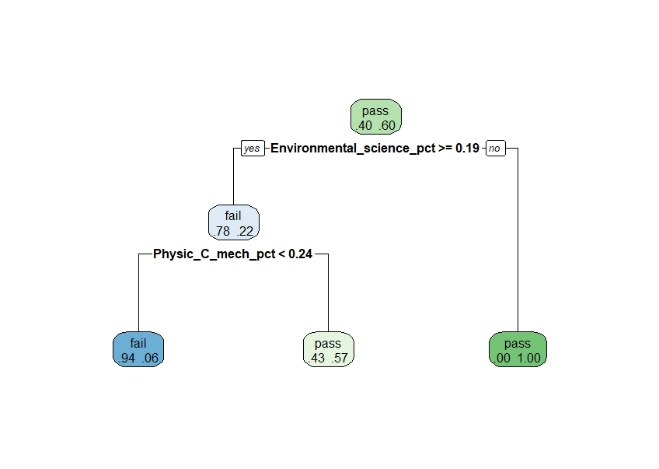 pass
.40 .60
yes Environmental_science_pct >= 0.19 no
fail
.78 .22
Physic_C_mech_pct < 0.24
fail pass pass
.94 .06 .43 .57 .00 1.00